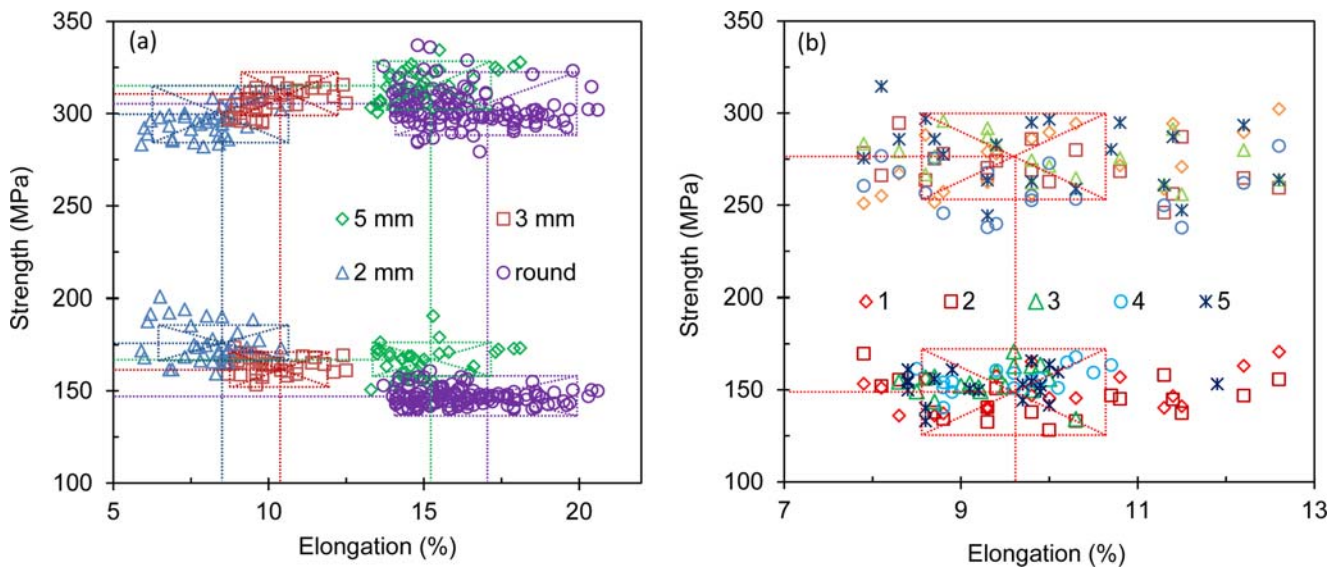 (a)
350
300
250
200
150
100
Strength (MPa)
5 mm 3 mm
2 mm round
5 10 15 20
Elongation (%)
(b)
350
300
250
200
150
100
Strength (MPa)
1 2 3 4 5
7 9 11 13
Elongation (%)